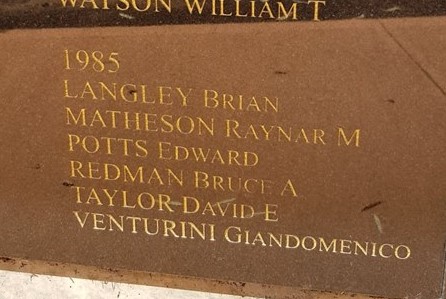 WATSON WILLIAM T
1985
LANGLEY BRIAN
MATHESON RAYNAR M
POTTS EDWARD
REDMAN BRUCE A
TAYLOR DAVID E
VENTURINI GIANDOMENICO